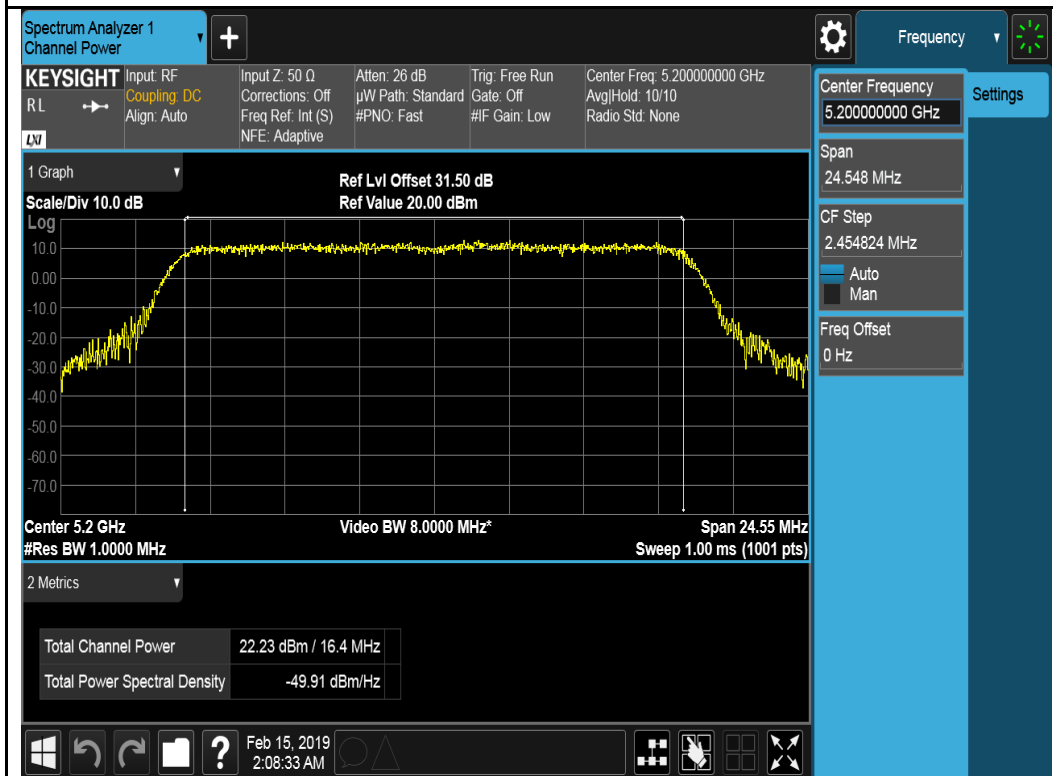 Spectrum Analyzer 1
Channel Power
+
Frequency
KEYSIGHT
R L
LXI
Input: RF
Coupling: DC
Align: Auto
Input Z: 50 Ω
Corrections: Off
Freq Ref: Int (S)
NFE: Adaptive
Atten: 26 dB
µW Path: Standard
#PNO: Fast
Trig: Free Run
Gate: Off
#IF Gain: Low
Center Freq: 5.200000000 GHz
Avg|Hold: 10/10
Radio Std: None
Center Frequency
5.200000000 GHz
Settings
Span
24.548 MHz
CF Step
2.454824 MHz
Auto
Man
Freq Offset
0 Hz
1 Graph
Scale/Div 10.0 dB
Ref Lvl Offset 31.50 dB
Ref Value 20.00 dBm
Log
10.0
0.00
-10.0
-20.0
-30.0
-40.0
-50.0
-60.0
-70.0
Center 5.2 GHz
Video BW 8.0000 MHz*
Span 24.55 MHz
#Res BW 1.0000 MHz
Sweep 1.00 ms (1001 pts)
2 Metrics
Total Channel Power 22.23 dBm / 16.4 MHz
Total Power Spectral Density -49.91 dBm/Hz
?
Feb 15, 2019
2:08:33 AM